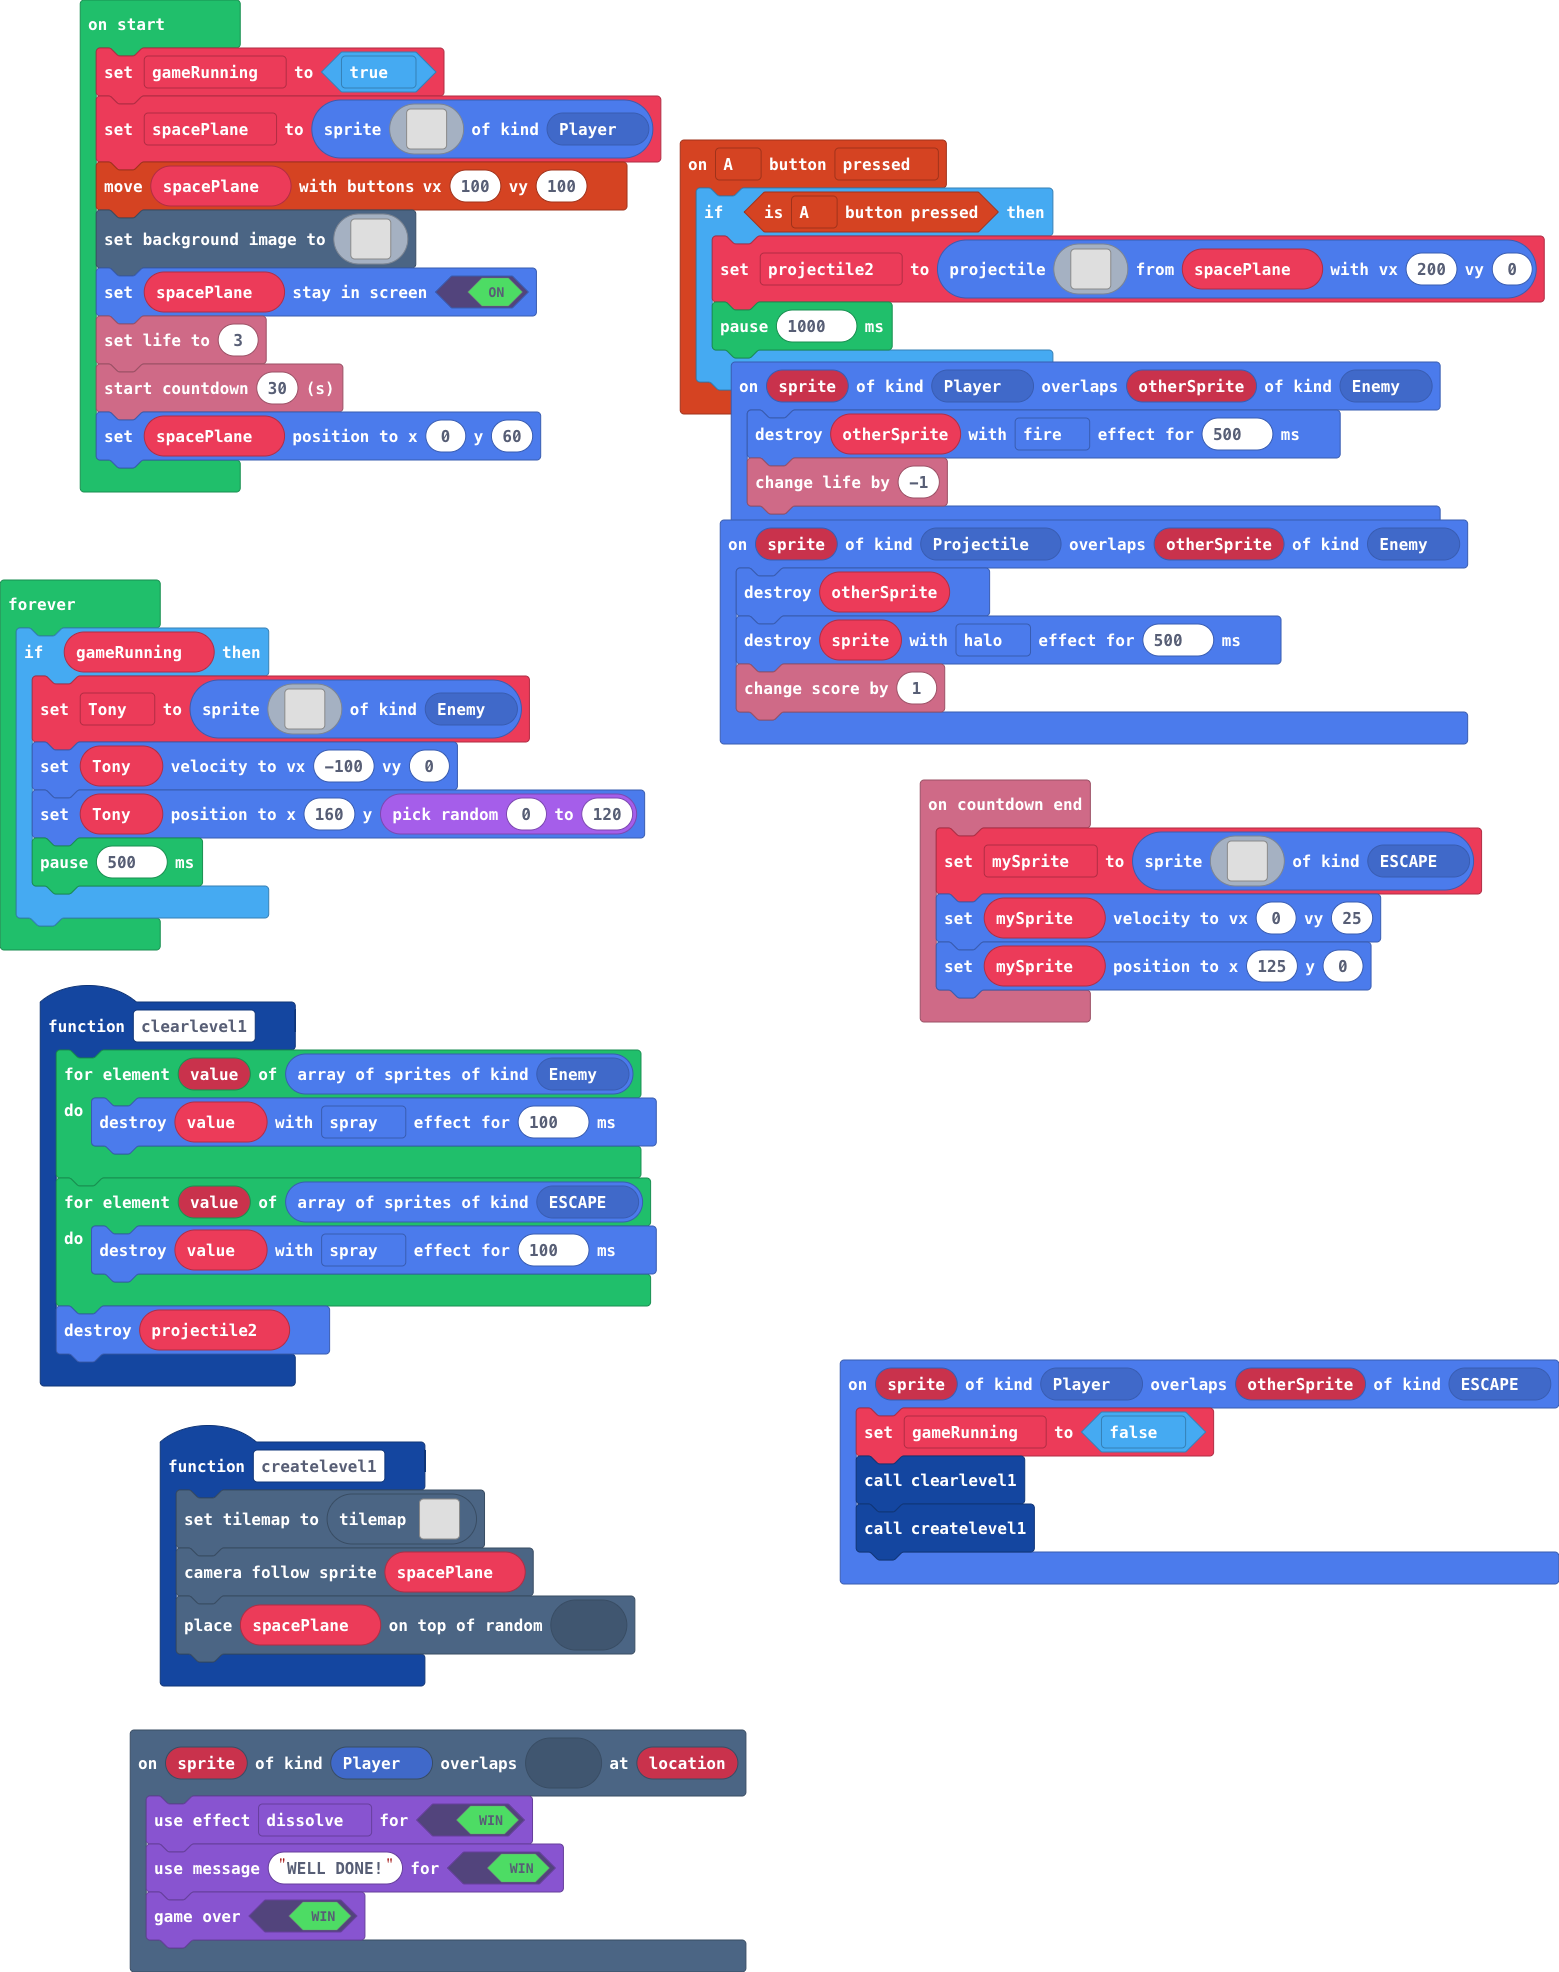 on start
set gameRunning to true
set spacePlane to sprite of kind Player
move spacePlane with buttons vx 100 vy 100
set background image to
set spacePlane stay in screen ON
set life to 3
start countdown 30 (s)
set spacePlane position to x 0 y 60
on A button pressed
if is A button pressed then
set projectile2 to projectile from spacePlane with vx 200 vy 0
pause 1000 ms
on sprite of kind Player overlaps otherSprite of kind Enemy
destroy otherSprite with fire effect for 500 ms
change life by −1
on sprite of kind Projectile overlaps otherSprite of kind Enemy
destroy otherSprite
destroy sprite with halo effect for 500 ms
change score by 1
forever
if gameRunning then
set Tony to sprite of kind Enemy
set Tony velocity to vx −100 vy 0
set Tony position to x 160 y pick random 0 to 120
pause 500 ms
on countdown end
set mySprite to sprite of kind ESCAPE
set mySprite velocity to vx 0 vy 25
set mySprite position to x 125 y 0
function clearlevel1
for element value of array of sprites of kind Enemy
do destroy value with spray effect for 100 ms
for element value of array of sprites of kind ESCAPE
do destroy value with spray effect for 100 ms
destroy projectile2
on sprite of kind Player overlaps otherSprite of kind ESCAPE
set gameRunning to false
call clearlevel1
call createlevel1
function createlevel1
set tilemap to tilemap
camera follow sprite spacePlane
place spacePlane on top of random
on sprite of kind Player overlaps at location
use effect dissolve for WIN
use message "WELL DONE!" for WIN
game over WIN